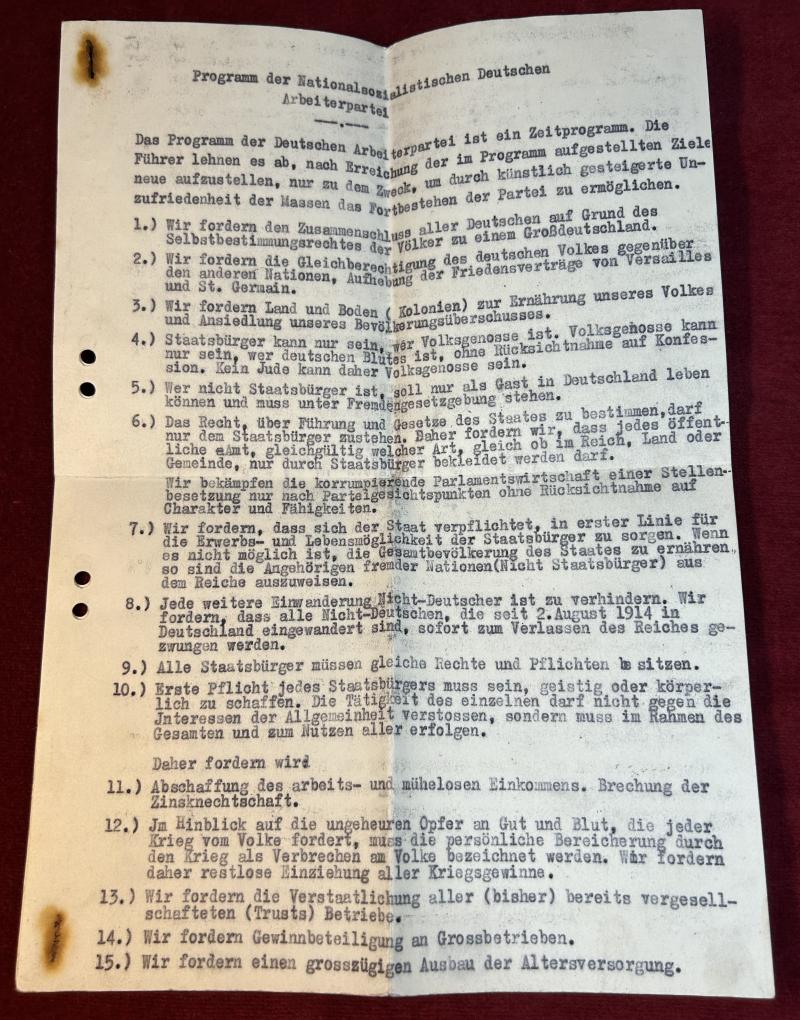 Programm der Nationalsozialistischen Deutschen
Arbeiterpartei
Das Programm der Deutschen Arbeiterpartei ist ein Zeitprogramm. Die
Führer lehnen es ab, nach Erreichung der im Programm aufgestellten Ziele
neue aufzustellen, nur zu dem Zweck, um durch künstlich gesteigerte Un-
zufriedenheit der Massen das Fortbestehen der Partei zu ermöglichen.
1.) Wir fordern den Zusammenschluss aller Deutschen auf Grund des
Selbstbestimmungsrechtes der Völker zu einem Großdeutschland.
2.) Wir fordern die Gleichberechtigung des deutschen Volkes gegenüber
den anderen Nationen, Aufhebung der Friedensverträge von Versailles
und St. Germain.
3.) Wir fordern Land und Boden ( Kolonien) zur Ernährung unseres Volkes
und Ansiedlung unseres Bevölkerungsüberschusses.
4.) Staatsbürger kann nur sein, wer Volksgenosse ist. Volksgenosse kann
nur sein, wer deutschen Blutes ist, ohne Rücksichtnahme auf Konfes-
sion. Kein Jude kann daher Volksgenosse sein.
5.) Wer nicht Staatsbürger ist, soll nur als Gast in Deutschland leben
können und muss unter Fremdengesetzgebung stehen.
6.) Das Recht, über Führung und Gesetze des Staates zu bestimmen,darf
nur dem Staatsbürger zustehen. Daher fordern wir, dass jedes öffent-
liche Amt, gleichgültig welcher Art, gleich ob im Reich, Land oder
Gemeinde, nur durch Staatsbürger bekleidet werden darf.
Wir bekämpfen die korrumpierende Parlamentswirtschaft einer Stellen-
besetzung nur nach Parteigesichtspunkten ohne Rücksichtnahme auf
Charakter und Fähigkeiten.
7.) Wir fordern, dass sich der Staat verpflichtet, in erster Linie für
die Erwerbs- und Lebensmöglichkeit der Staatsbürger zu sorgen. Wenn
es nicht möglich ist, die Gesamtbevölkerung des Staates zu ernähren,
so sind die Angehörigen fremder Nationen(Nicht Staatsbürger) aus
dem Reiche auszuweisen.
8.) Jede weitere Einwanderung Nicht-Deutscher ist zu verhindern. Wir
fordern, dass alle Nicht-Deutschen, die seit 2.August 1914 in
Deutschland eingewandert sind, sofort zum Verlassen des Reiches ge-
zwungen werden.
9.) Alle Staatsbürger müssen gleiche Rechte und Pflichten besitzen.
10.) Erste Pflicht jedes Staatsbürgers muss sein, geistig oder körper-
lich zu schaffen. Die Tätigkeit des einzelnen darf nicht gegen die
Jnteressen der Allgemeinheit verstossen, sondern muss im Rahmen des
Gesamten und zum Nutzen aller erfolgen.
Daher fordern wird
11.) Abschaffung des arbeits- und mühelosen Einkommens. Brechung der
Zinsknechtschaft.
12.) Jm Hinblick auf die ungeheuren Opfer an Gut und Blut, die jeder
Krieg vom Volke fordert, muss die persönliche Bereicherung durch
den Krieg als Verbrechen am Volke bezeichnet werden. Wir fordern
daher restlose Einziehung aller Kriegsgewinne.
13.) Wir fordern die Verstaatlichung aller (bisher) bereits vergesell-
schafteten (Trusts) Betriebe.
14.) Wir fordern Gewinnbeteiligung an Grossbetrieben.
15.) Wir fordern einen grosszügigen Ausbau der Altersversorgung.